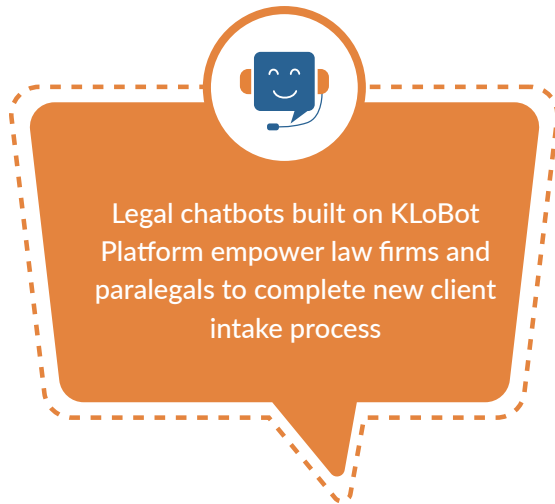 Legal chatbots built on KLoBot
Platform empower law firms and
paralegals to complete new client
intake process